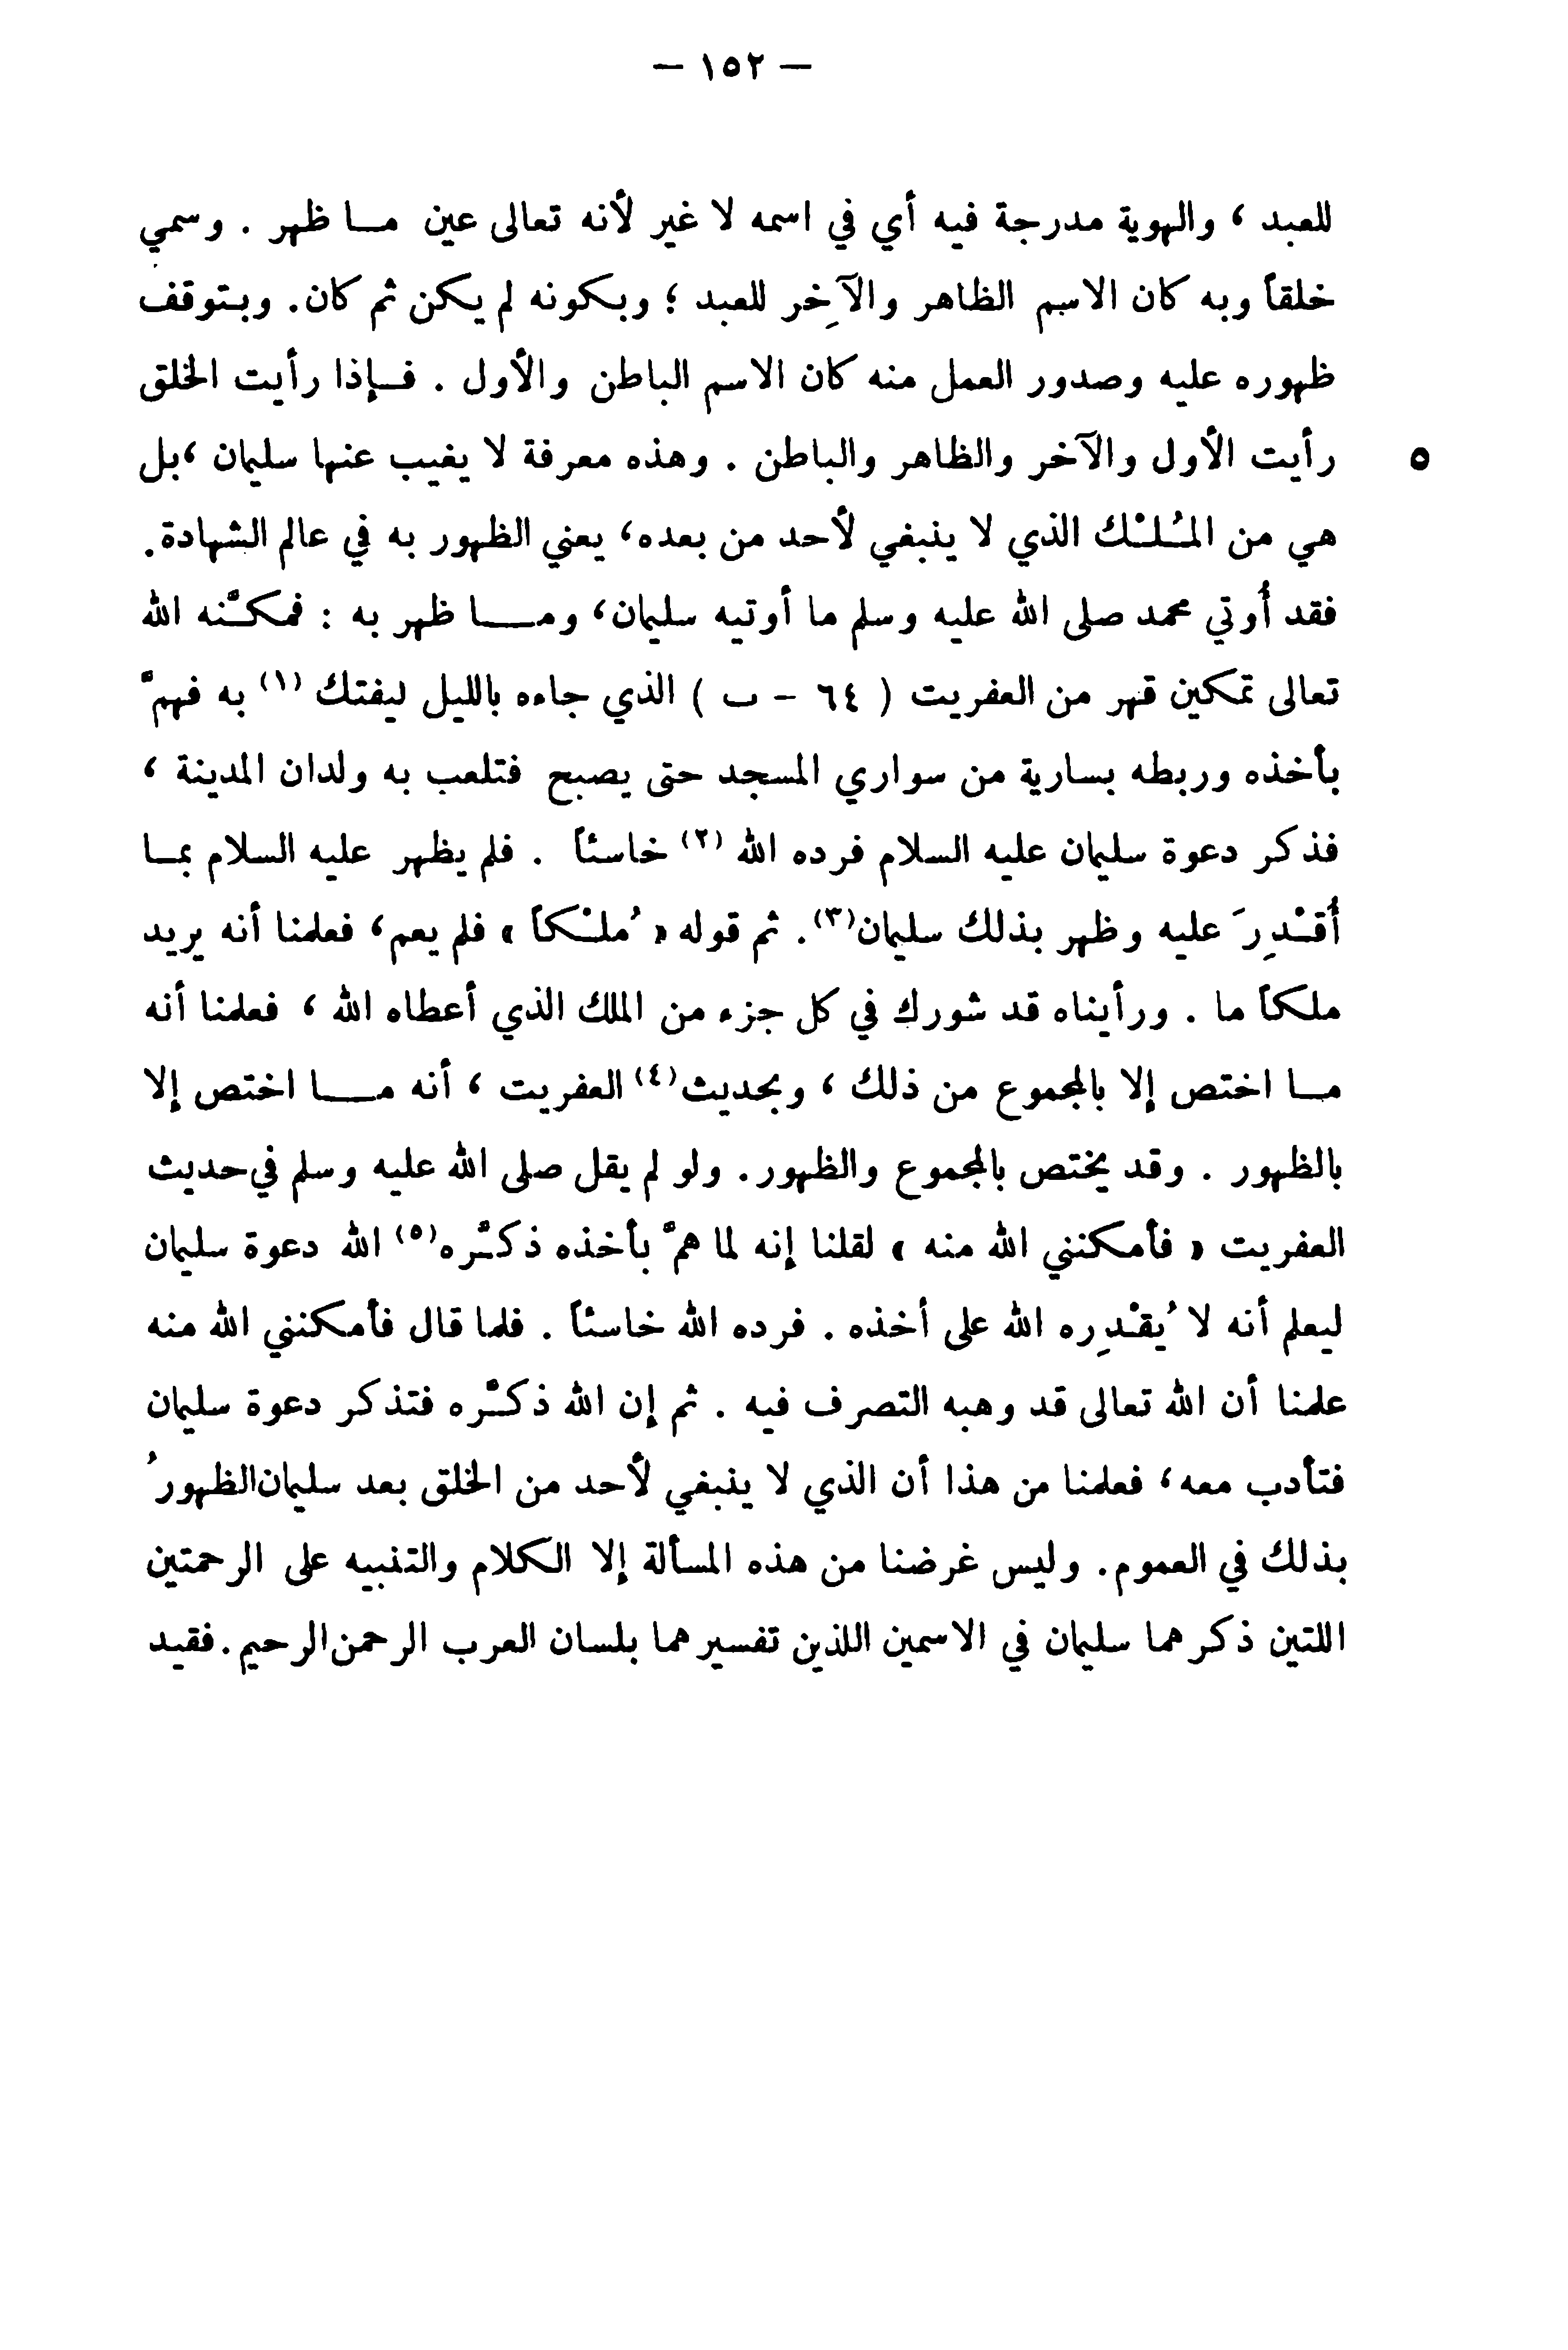 — ١٥٢ —
للعبد ، والهوية مدرجة فيه أي في اسمه لا غير لأنه تعالى عين مـا ظهر . وسمي
خلقاً وبه كان الاسم الظاهر والآخِر للعبد ؛ وبكونه لم يكن ثم كان. وبتوقف
ظهوره عليه وصدور العمل منه كان الاسم الباطن والأول . فـإذا رأيت الخلق
رأيت الأول والآخر والظاهر والباطن . وهذه معرفة لا يغيب عنها سليمان ،بل ٥
هي من المُلْك الذي لا ينبغي لأحد من بعده، يعني الظهور به في عالم الشهادة.
فقد أُوتي محمد صلى الله عليه وسلم ما أوتيه سليمان، ومـــا ظهر به : فمكَّنه الله
تعالى تمكين قهر من العفريت ( ٦٤ - ب ) الذي جاءه بالليل ليفتك (١) به فهمَّ
بأخذه وربطه بسارية من سواري المسجد حتى يصبح فتلعب به ولدان المدينة ،
فذكر دعوة سليمان عليه السلام فرده الله (٢) خاسئاً . فلم يظهر عليه السلام بمـا
أُقْدِرَ عليه وظهر بذلك سليمان(٣). ثم قوله « مُلْكاً » فلم يعم، فعلمنا أنه يريد
ملكاً ما . ورأيناه قد شورك في كل جزء من الملك الذي أعطاه الله ، فعلمنا أنه
مـا اختص إلا بالمجموع من ذلك ، وبحديث(٤) العفريت ، أنه مـــا اختص إلا
بالظهور . وقد يختص بالمجموع والظهور. ولو لم يقل صلى الله عليه وسلم في حديث
العفريت « فأمكنني الله منه » لقلنا إنه لما همَّ بأخذه ذكَّره(٥) الله دعوة سليمان
ليعلم أنه لا يُقْدِره الله على أخذه . فرده الله خاسئاً . فلما قال فأمكنني الله منه
علمنا أن الله تعالى قد وهبه التصرف فيه . ثم إن الله ذكَّره فتذكر دعوة سليمان
فتأدب معه، فعلمنا من هذا أن الذي لا ينبغي لأحد من الخلق بعد سليمان الظهورُ
بذلك في العموم. وليس غرضنا من هذه المسألة إلا الكلام والتنبيه على الرحمتين
اللتين ذكرهما سليمان في الاسمين اللذين تفسيرهما بلسان العرب الرحمن الرحيم. فقيد